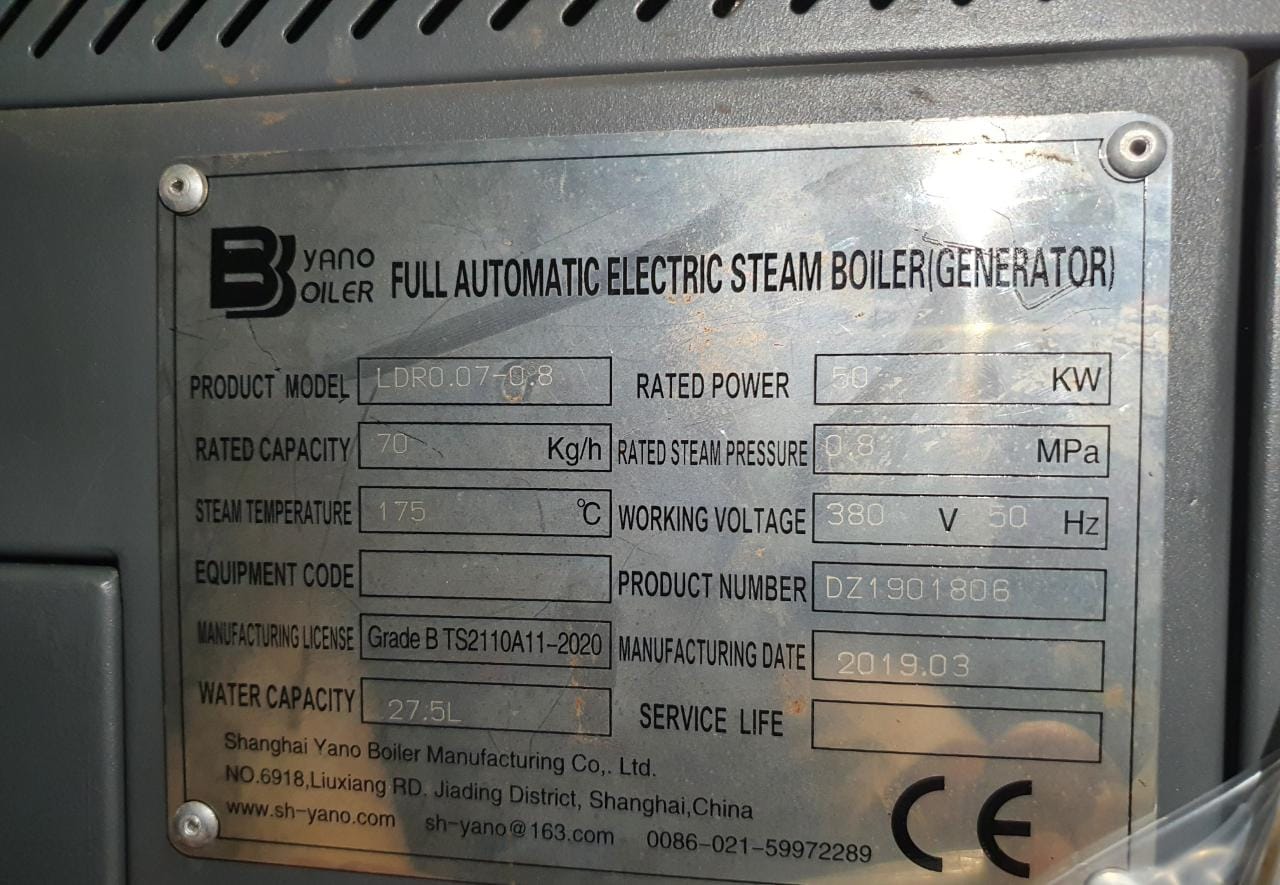 B YANO
BOILER FULL AUTOMATIC ELECTRIC STEAM BOILER(GENERATOR)
PRODUCT MODEL LDR0.07-0.8 RATED POWER 50 KW
RATED CAPACITY 70 Kg/h RATED STEAM PRESSURE 0.8 MPa
STEAM TEMPERATURE 175 ℃ WORKING VOLTAGE 380 V 50 Hz
EQUIPMENT CODE PRODUCT NUMBER DZ1901806
MANUFACTURING LICENSE Grade B TS2110A11-2020 MANUFACTURING DATE 2019.03
WATER CAPACITY 27.5L SERVICE LIFE
Shanghai Yano Boiler Manufacturing Co,. Ltd.
NO.6918,Liuxiang RD. Jiading District, Shanghai,China
www.sh-yano.com sh-yano@163.com 0086-021-59972289
CE